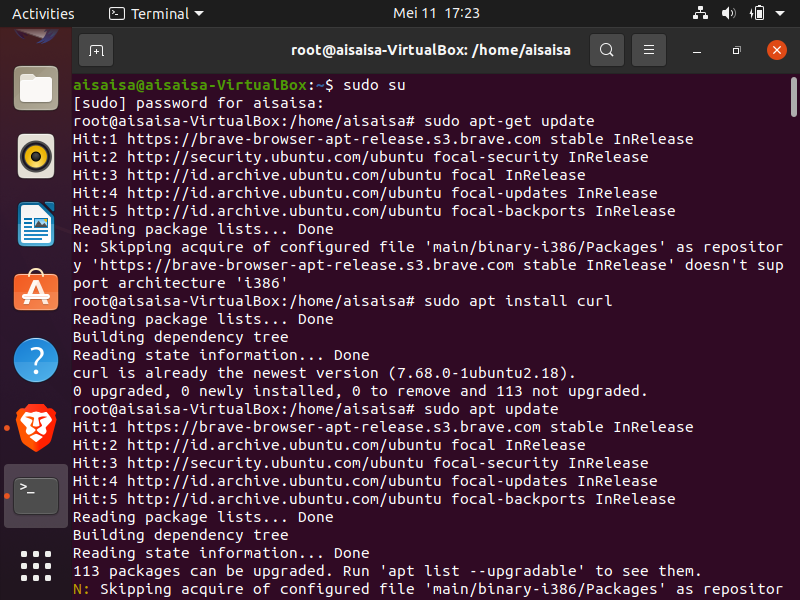 Activities
Terminal
Mei 11 17:23
root@aisaisa-VirtualBox: /home/aisaisa
aisaisa@aisaisa-VirtualBox:~$ sudo su
[sudo] password for aisaisa:
root@aisaisa-VirtualBox:/home/aisaisa# sudo apt-get update
Hit:1 https://brave-browser-apt-release.s3.brave.com stable InRelease
Hit:2 http://security.ubuntu.com/ubuntu focal-security InRelease
Hit:3 http://id.archive.ubuntu.com/ubuntu focal InRelease
Hit:4 http://id.archive.ubuntu.com/ubuntu focal-updates InRelease
Hit:5 http://id.archive.ubuntu.com/ubuntu focal-backports InRelease
Reading package lists... Done
N: Skipping acquire of configured file 'main/binary-i386/Packages' as repositor
y 'https://brave-browser-apt-release.s3.brave.com stable InRelease' doesn't sup
port architecture 'i386'
root@aisaisa-VirtualBox:/home/aisaisa# sudo apt install curl
Reading package lists... Done
Building dependency tree
Reading state information... Done
curl is already the newest version (7.68.0-1ubuntu2.18).
0 upgraded, 0 newly installed, 0 to remove and 113 not upgraded.
root@aisaisa-VirtualBox:/home/aisaisa# sudo apt update
Hit:1 https://brave-browser-apt-release.s3.brave.com stable InRelease
Hit:2 http://id.archive.ubuntu.com/ubuntu focal InRelease
Hit:3 http://security.ubuntu.com/ubuntu focal-security InRelease
Hit:4 http://id.archive.ubuntu.com/ubuntu focal-updates InRelease
Hit:5 http://id.archive.ubuntu.com/ubuntu focal-backports InRelease
Reading package lists... Done
Building dependency tree
Reading state information... Done
113 packages can be upgraded. Run 'apt list --upgradable' to see them.
N: Skipping acquire of configured file 'main/binary-i386/Packages' as repositor